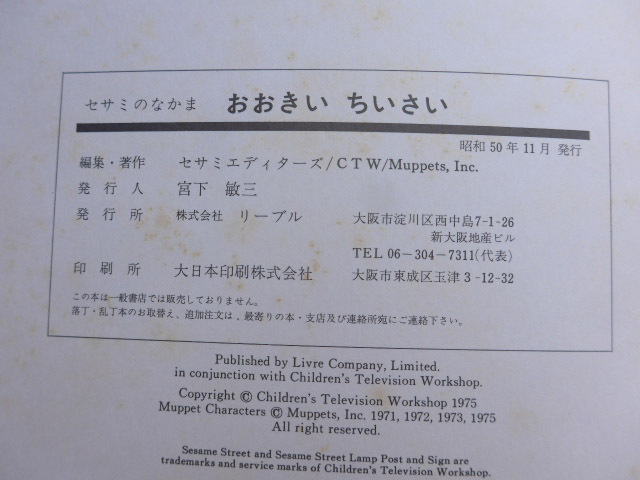 セサミのなかま おおきい ちいさい
昭和50年11月 発行
編集・著作 セサミエディターズ/CTW/Muppets, Inc.
発行人 宮下 敏三
発行所 株式会社 リーブル 大阪市淀川区西中島7-1-26
新大阪地産ビル
TEL 06-304-7311(代表)
印刷所 大日本印刷株式会社 大阪市東成区玉津3-12-32
この本は一般書店では販売しておりません。
落丁・乱丁本のお取替え、追加注文は、最寄りの本・支店及び連絡所宛にご連絡下さい。
Published by Livre Company, Limited.
in conjunction with Children's Television Workshop.
Copyright © Children's Television Workshop 1975
Muppet Characters © Muppets, Inc. 1971, 1972, 1973, 1975
All right reserved.
Sesame Street and Sesame Street Lamp Post and Sign are
trademarks and service marks of Children's Television Workshop.